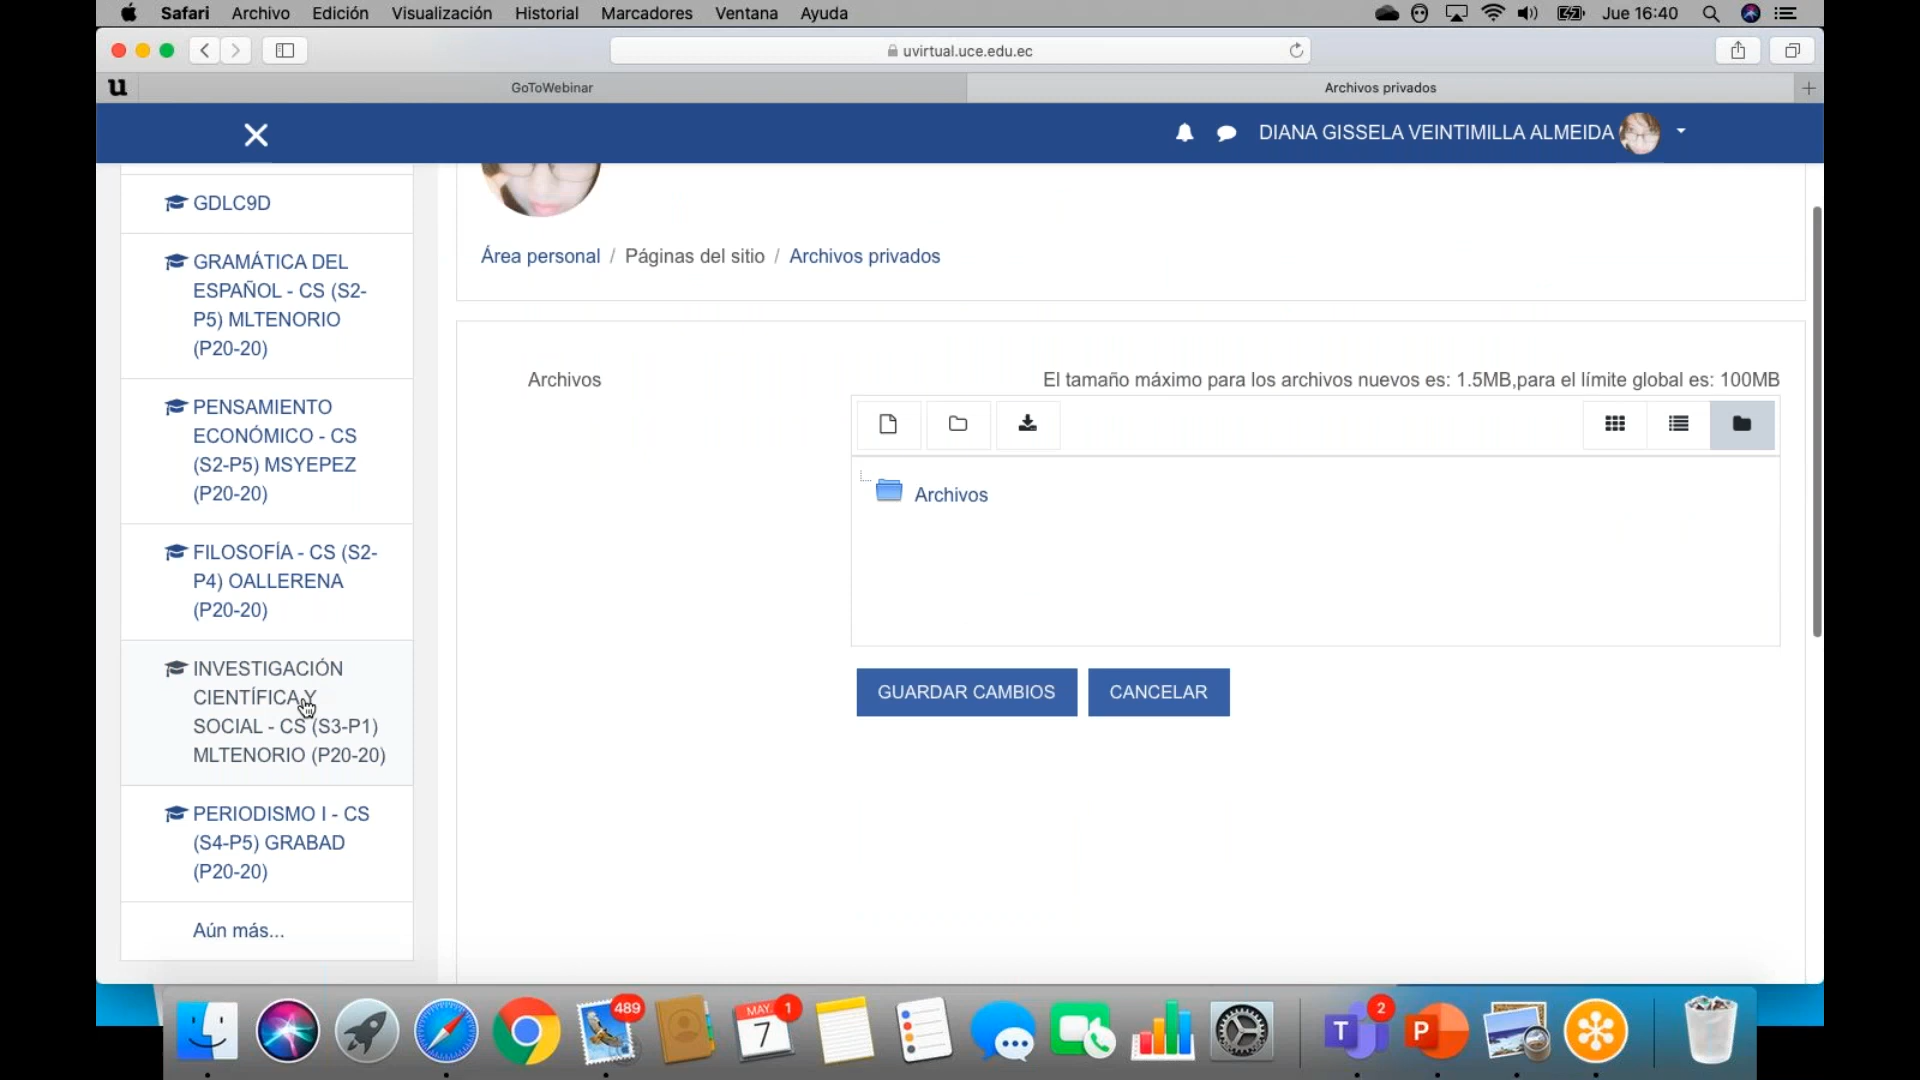 Safari Archivo Edición Visualización Historial Marcadores Ventana Ayuda Jue 16:40
uvirtual.uce.edu.ec
u GoToWebinar Archivos privados
DIANA GISSELA VEINTIMILLA ALMEIDA
GDLC9D
GRAMÁTICA DEL
ESPAÑOL - CS (S2-
P5) MLTENORIO
(P20-20)
PENSAMIENTO
ECONÓMICO - CS
(S2-P5) MSYEPEZ
(P20-20)
FILOSOFÍA - CS (S2-
P4) OALLERENA
(P20-20)
INVESTIGACIÓN
CIENTÍFICA Y
SOCIAL - CS (S3-P1)
MLTENORIO (P20-20)
PERIODISMO I - CS
(S4-P5) GRABAD
(P20-20)
Aún más...
Área personal / Páginas del sitio / Archivos privados
Archivos
El tamaño máximo para los archivos nuevos es: 1.5MB,para el límite global es: 100MB
Archivos
GUARDAR CAMBIOS CANCELAR
489
MAY. 1
7
T 2
P